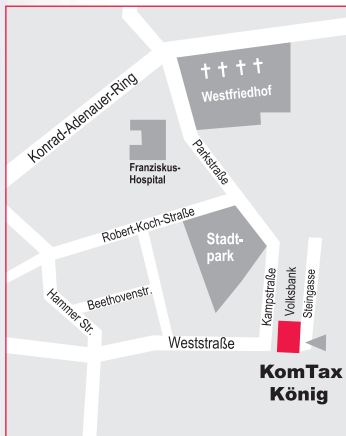 Westfriedhof
Konrad-Adenauer-Ring
Parkstraße
Franziskus-
Hospital
Robert-Koch-Straße
Stadt-
park
Hammer Str.
Beethovenstr.
Kampstraße
Volksbank
Steingasse
Weststraße
KomTax
König